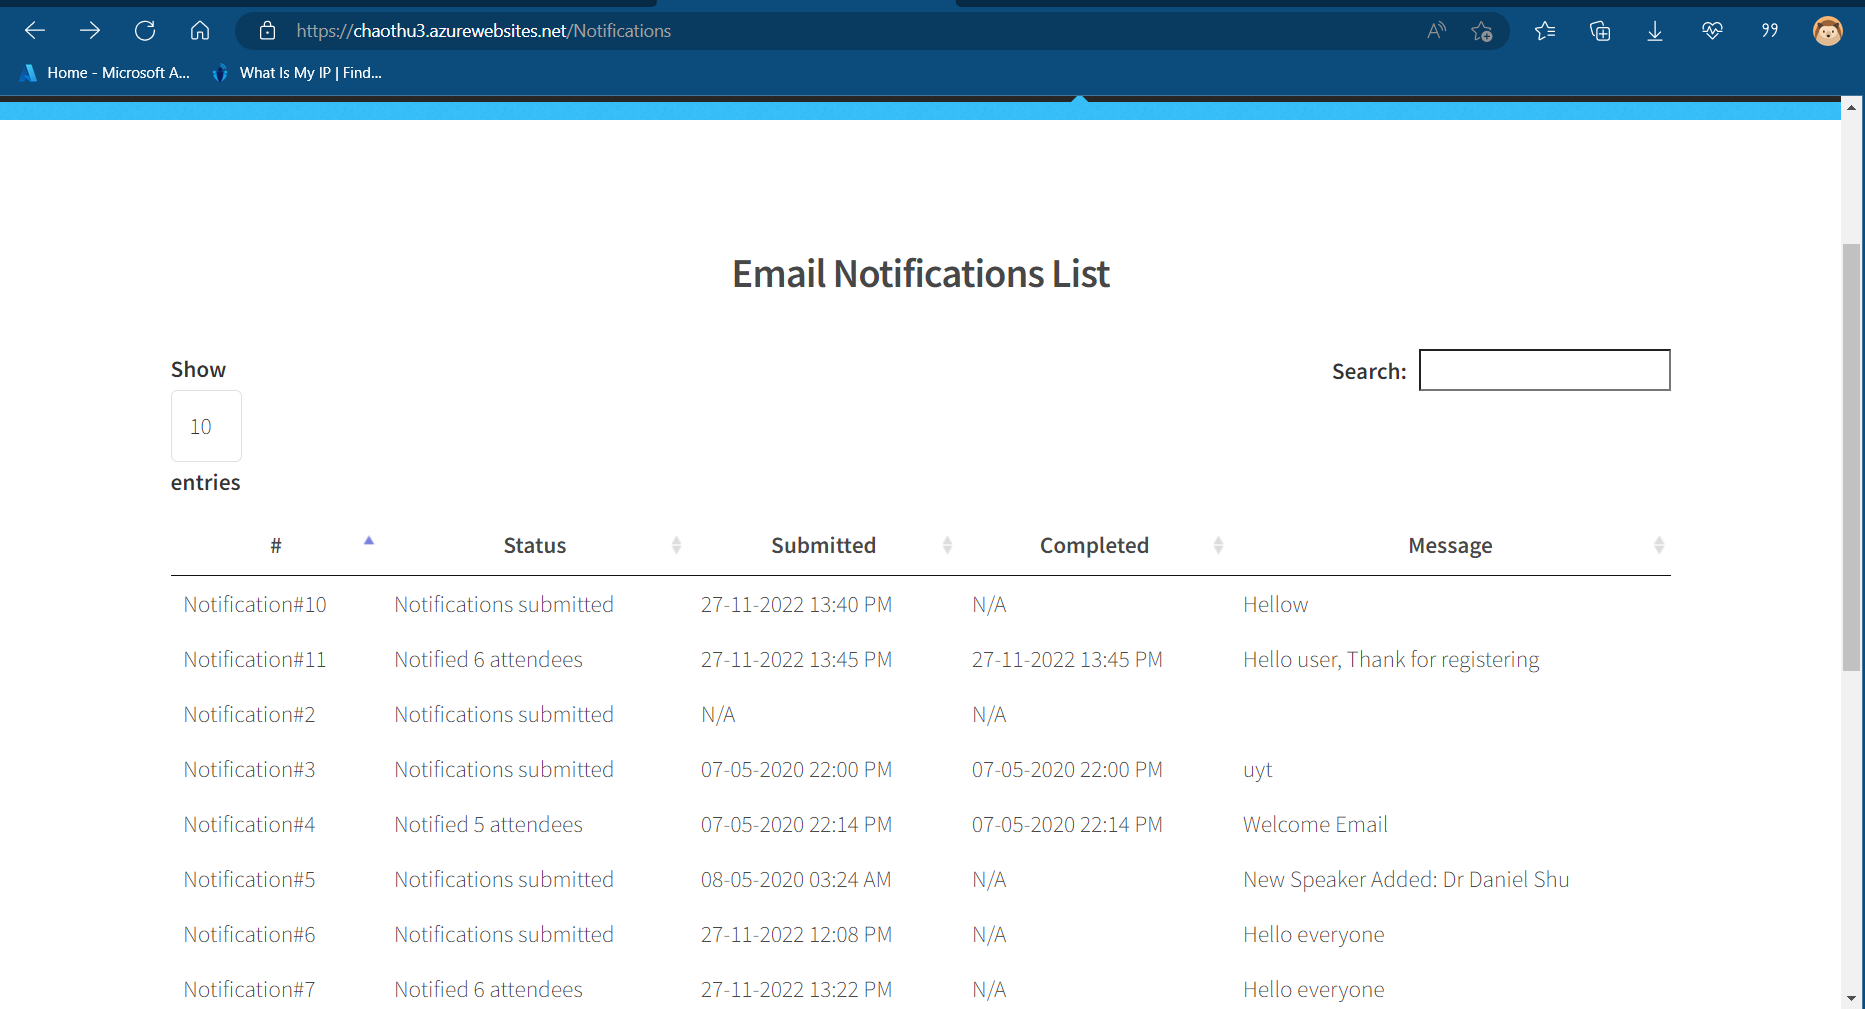 https://chaothu3.azurewebsites.net/Notifications
Home - Microsoft A... What Is My IP | Find...
Email Notifications List
Show
Search:
10
entries
# Status Submitted Completed Message
Notification#10 Notifications submitted 27-11-2022 13:40 PM N/A Hellow
Notification#11 Notified 6 attendees 27-11-2022 13:45 PM 27-11-2022 13:45 PM Hello user, Thank for registering
Notification#2 Notifications submitted N/A N/A
Notification#3 Notifications submitted 07-05-2020 22:00 PM 07-05-2020 22:00 PM uyt
Notification#4 Notified 5 attendees 07-05-2020 22:14 PM 07-05-2020 22:14 PM Welcome Email
Notification#5 Notifications submitted 08-05-2020 03:24 AM N/A New Speaker Added: Dr Daniel Shu
Notification#6 Notifications submitted 27-11-2022 12:08 PM N/A Hello everyone
Notification#7 Notified 6 attendees 27-11-2022 13:22 PM N/A Hello everyone